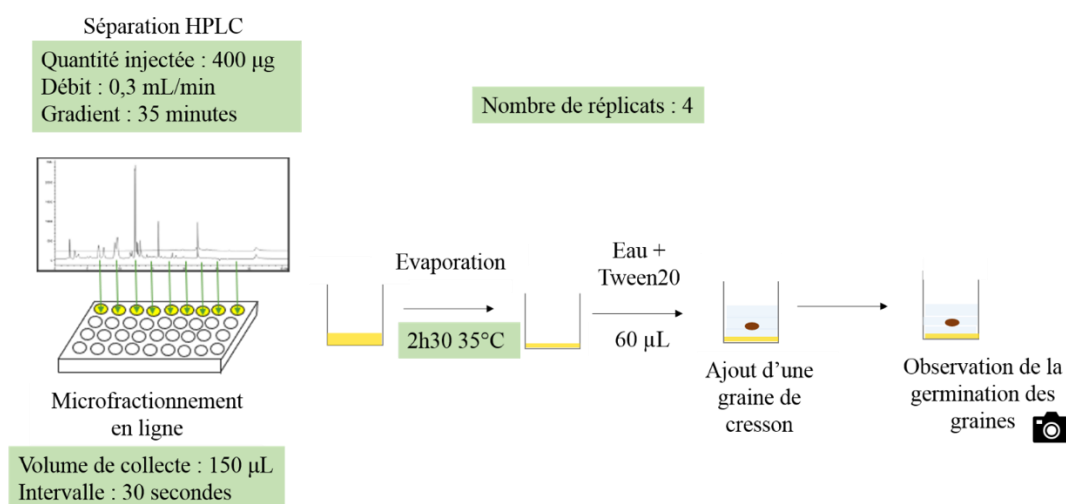 Séparation HPLC
Quantité injectée : 400 µg
Débit : 0,3 mL/min
Gradient : 35 minutes
Nombre de réplicats : 4
Microfractionnement
en ligne
Volume de collecte : 150 µL
Intervalle : 30 secondes
Evaporation
2h30 35°C
Eau +
Tween20
60 µL
Ajout d’une
graine de
cresson
Observation de la
germination des
graines